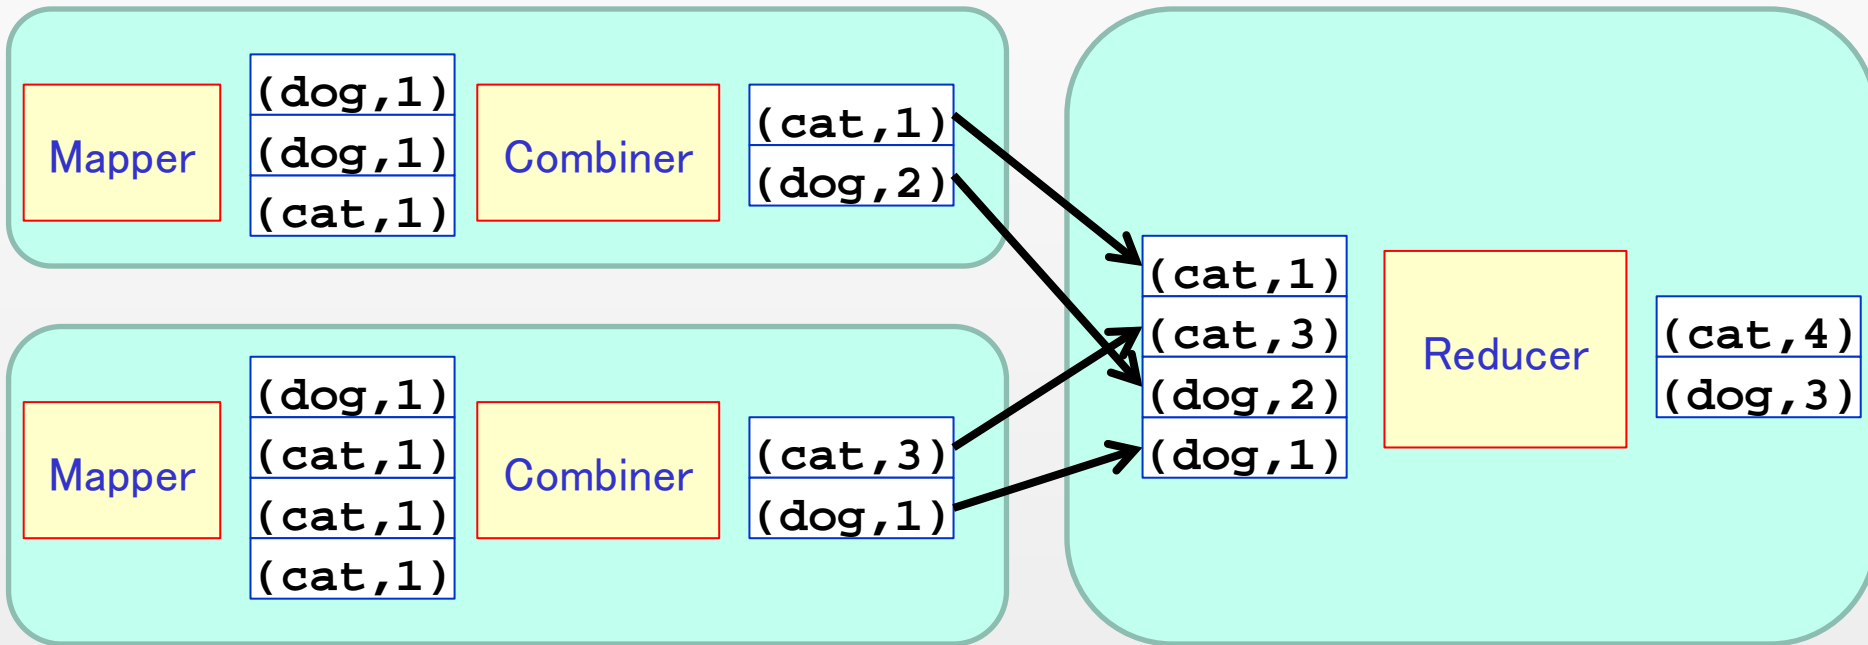 Mapper
(dog,1)
(dog,1)
(cat,1)
Combiner
(cat,1)
(dog,2)
Mapper
(dog,1)
(cat,1)
(cat,1)
(cat,1)
Combiner
(cat,3)
(dog,1)
(cat,1)
(cat,3)
(dog,2)
(dog,1)
Reducer
(cat,4)
(dog,3)